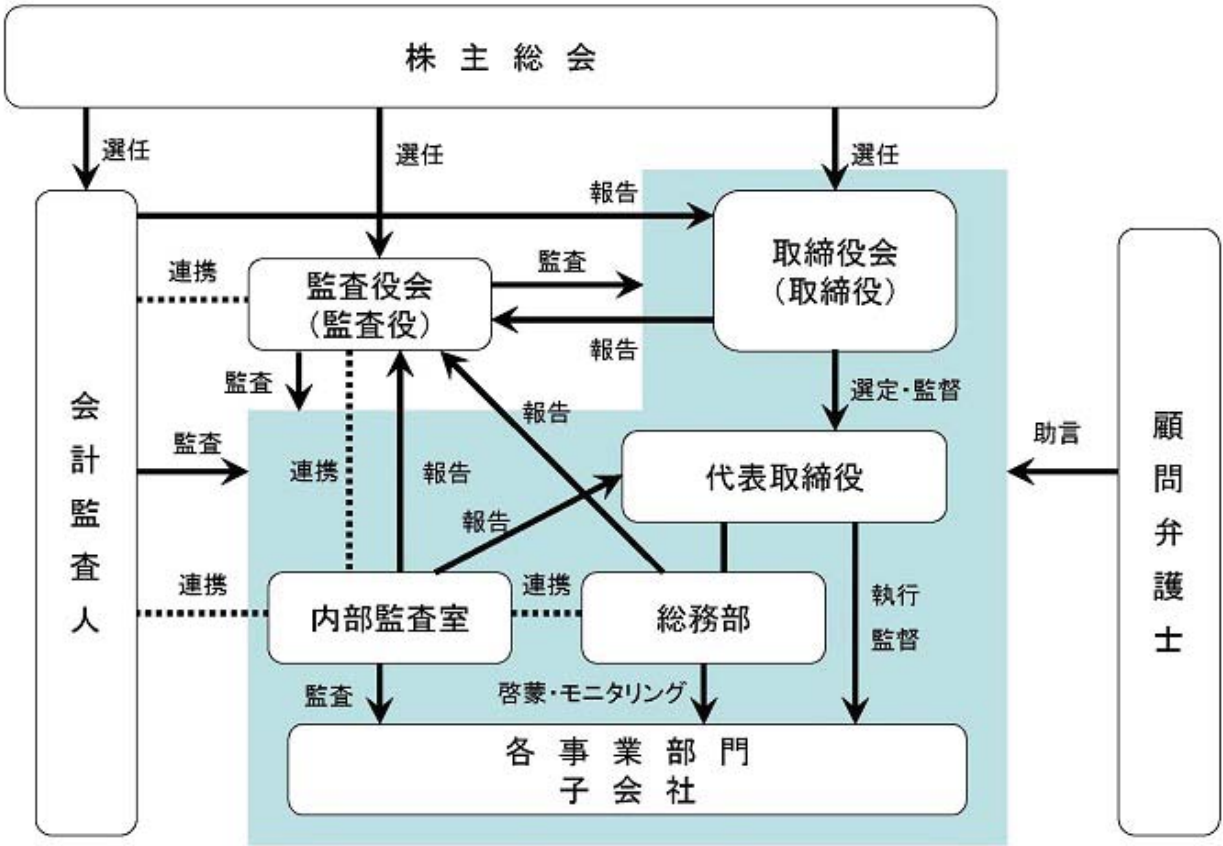 株主総会
選任
選任
選任
報告
取締役会
(取締役)
連携
監査役会
(監査役)
監査
報告
監査
選定・監督
会計監査人
顧問弁護士
報告
監査
助言
連携
報告
代表取締役
報告
連携
連携
執行
監督
内部監査室
総務部
監査
啓蒙・モニタリング
各事業部門
子会社